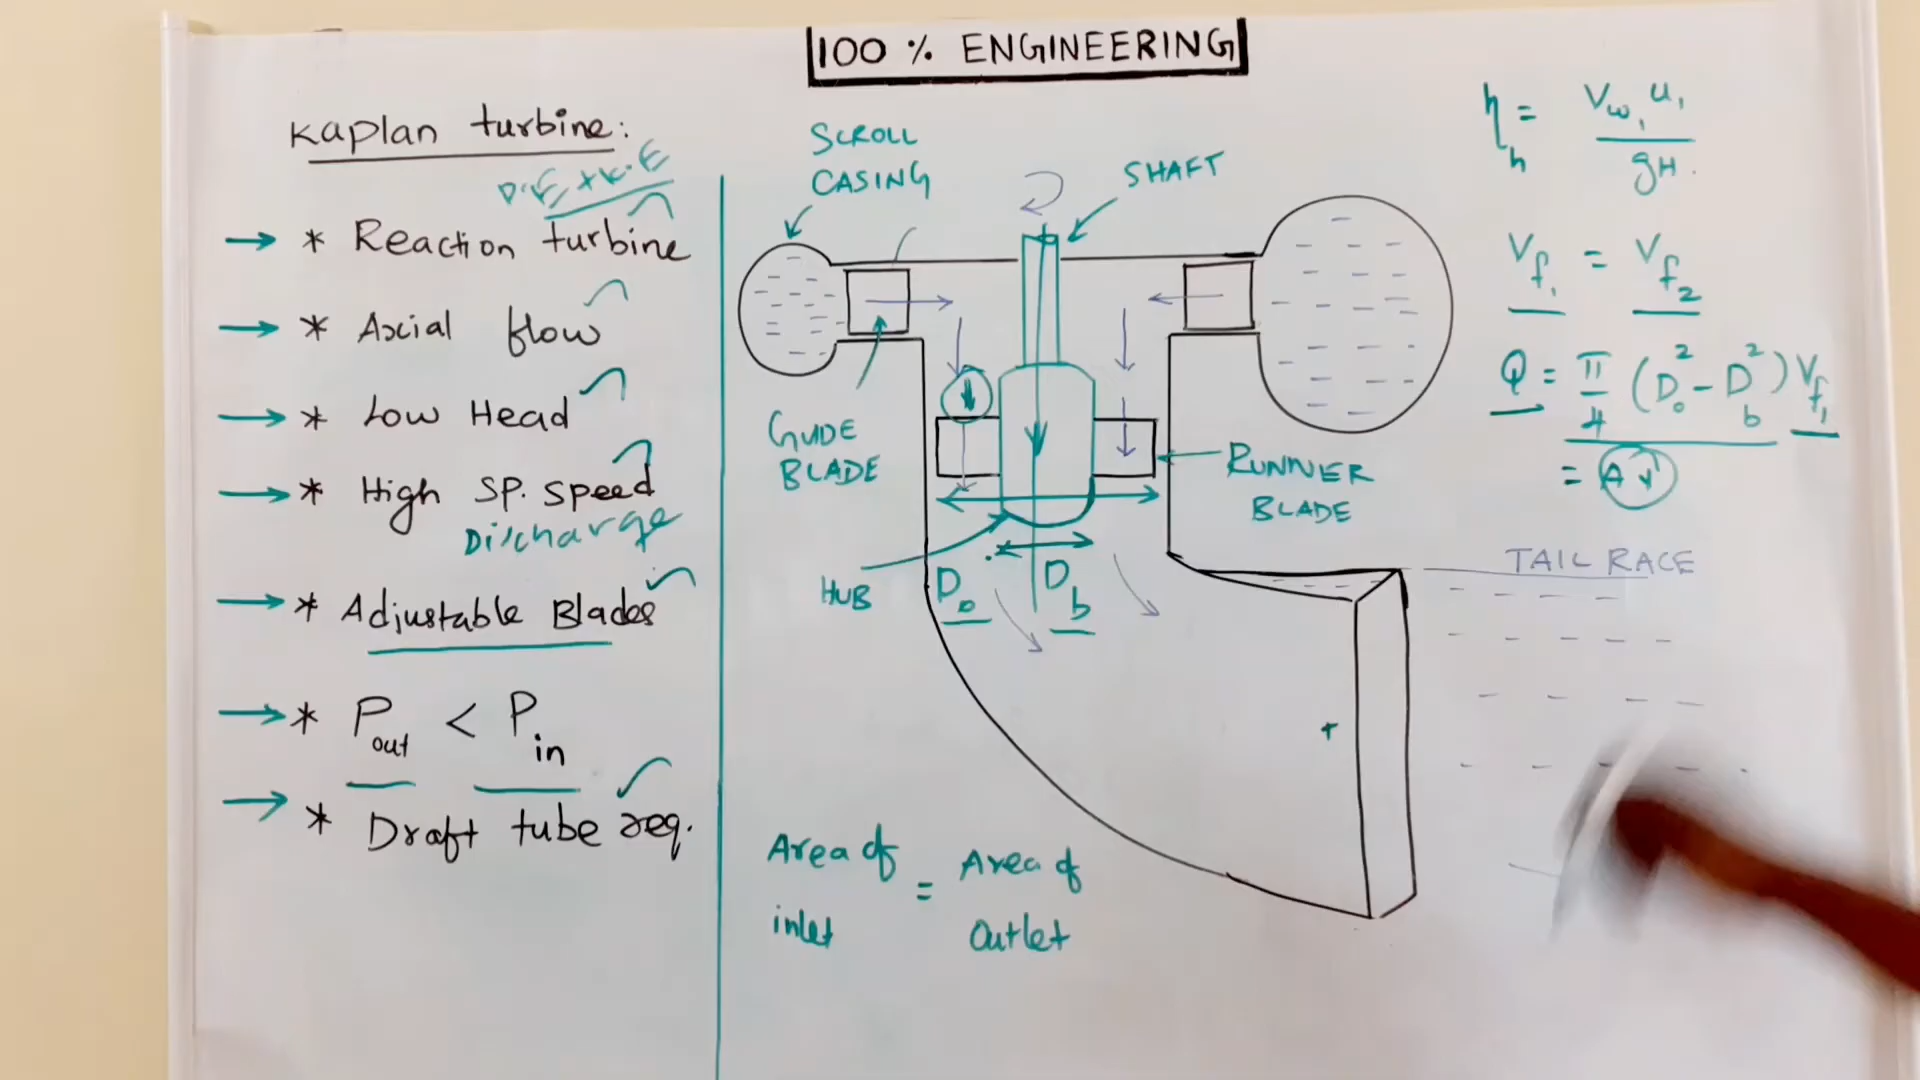 100 % ENGINEERING
Kaplan turbine:
P.E + K.E
* Reaction turbine
* Axial flow
* Low Head
* High SP. Speed
Discharge
* Adjustable Blades
* Pout < Pin
* Draft tube req.
SCROLL
CASING
SHAFT
GUIDE
BLADE
RUNNER
BLADE
HUB
Do
Db
Area of
inlet
=
Area of
Outlet
ηh = Vw1 u1 / gH.
Vf1 = Vf2
Q = π/4 (Do² - Db²) Vf1
= AV
TAIL RACE